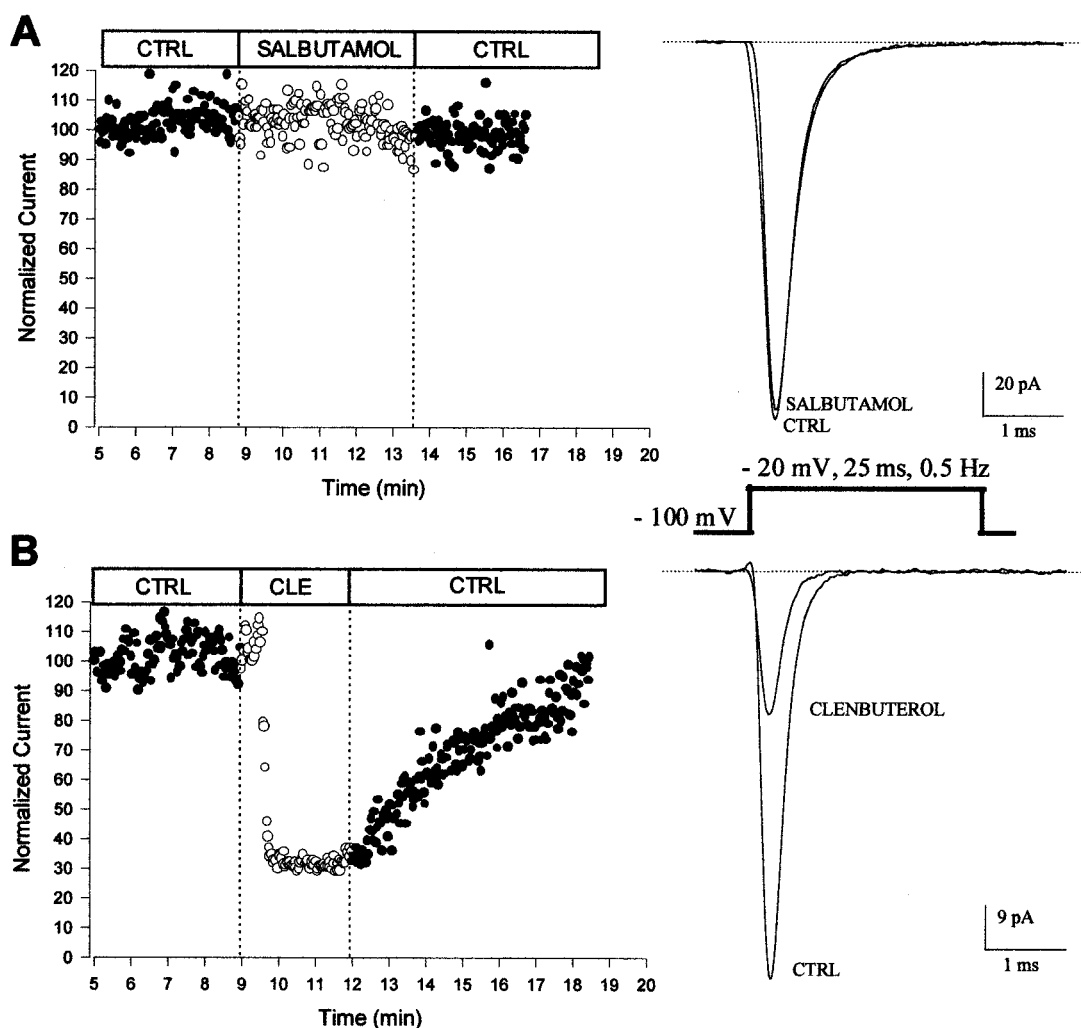 A
CTRL SALBUTAMOL CTRL
120
110
100
90
80
70
60
50
40
30
20
10
0
Normalized Current
5 6 7 8 9 10 11 12 13 14 15 16 17 18 19 20
Time (min)
SALBUTAMOL
CTRL
20 pA
1 ms
- 20 mV, 25 ms, 0.5 Hz
- 100 mV
B
CTRL CLE CTRL
120
110
100
90
80
70
60
50
40
30
20
10
0
Normalized Current
5 6 7 8 9 10 11 12 13 14 15 16 17 18 19 20
Time (min)
CLENBUTEROL
CTRL
9 pA
1 ms